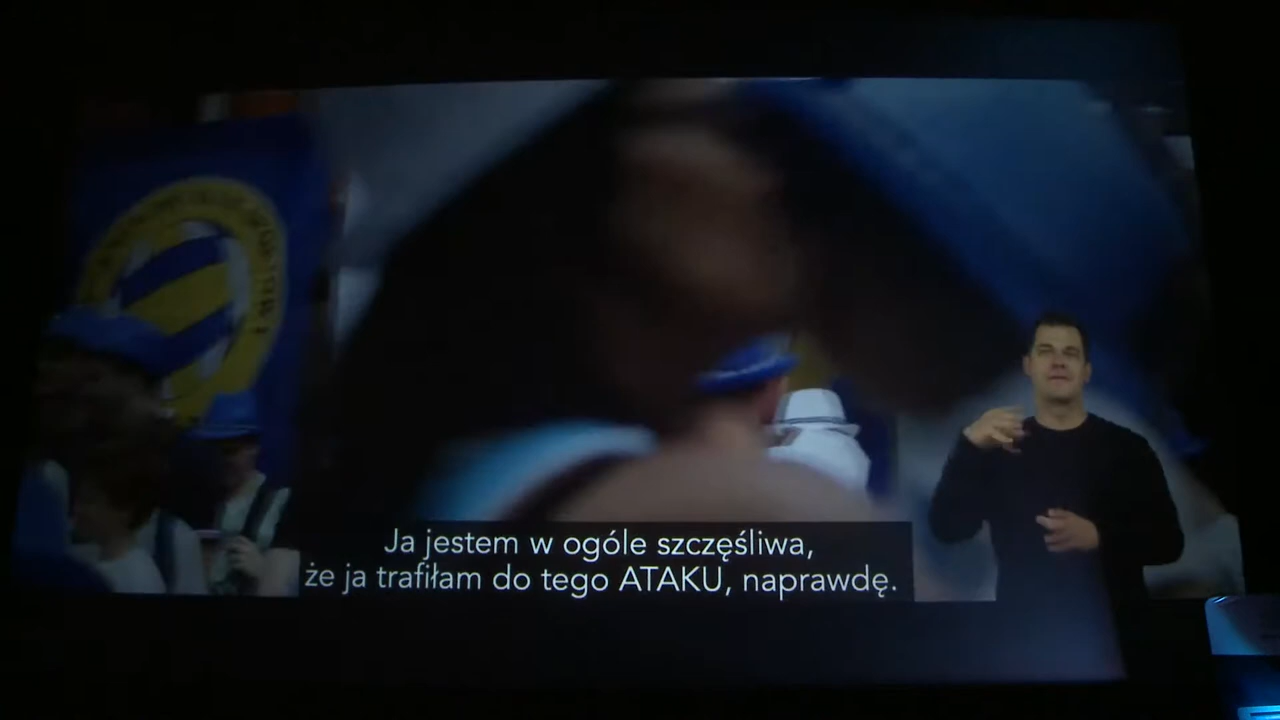 Ja jestem w ogóle szczęśliwa,
że ja trafiłam do tego ATAKU, naprawdę.